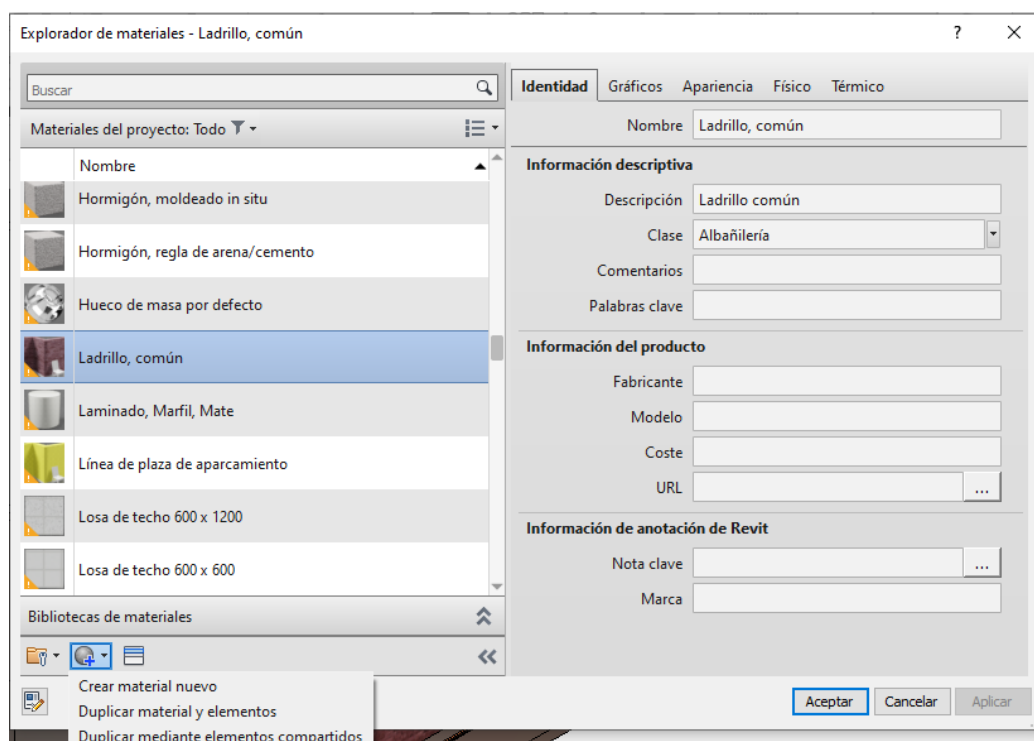 Explorador de materiales - Ladrillo, común
?
Buscar
Materiales del proyecto: Todo
Nombre
Hormigón, moldeado in situ
Hormigón, regla de arena/cemento
Hueco de masa por defecto
Ladrillo, común
Laminado, Marfil, Mate
Línea de plaza de aparcamiento
Losa de techo 600 x 1200
Losa de techo 600 x 600
Bibliotecas de materiales
Crear material nuevo
Duplicar material y elementos
Duplicar mediante elementos compartidos
Identidad Gráficos Apariencia Físico Térmico
Nombre Ladrillo, común
Información descriptiva
Descripción Ladrillo común
Clase Albañilería
Comentarios
Palabras clave
Información del producto
Fabricante
Modelo
Coste
URL ...
Información de anotación de Revit
Nota clave ...
Marca
Aceptar Cancelar Aplicar